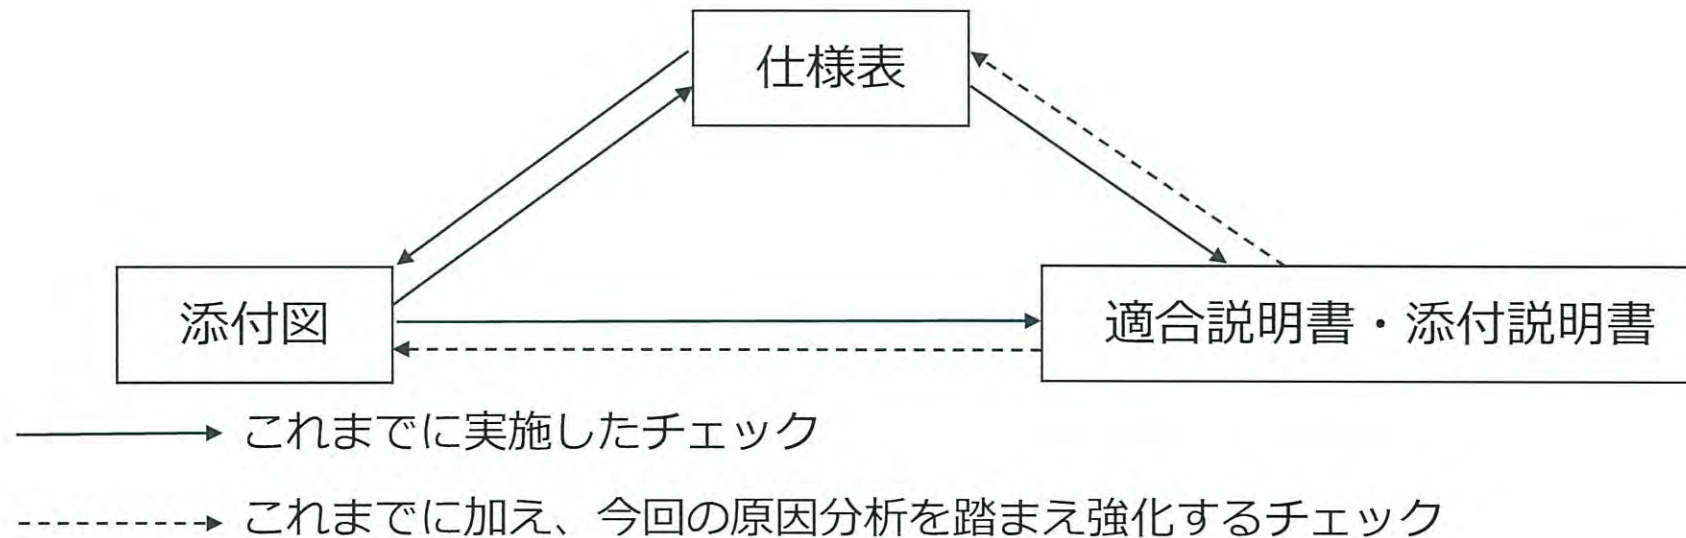 仕様表
添付図
適合説明書・添付説明書
これまでに実施したチェック
これまでに加え、今回の原因分析を踏まえ強化するチェック